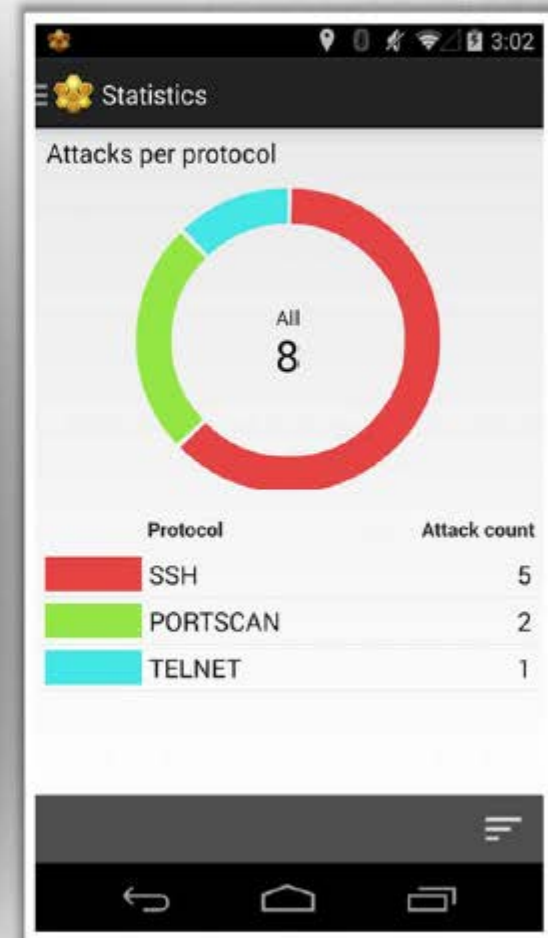 3:02
Statistics
Attacks per protocol
All
8
Protocol Attack count
SSH 5
PORTSCAN 2
TELNET 1